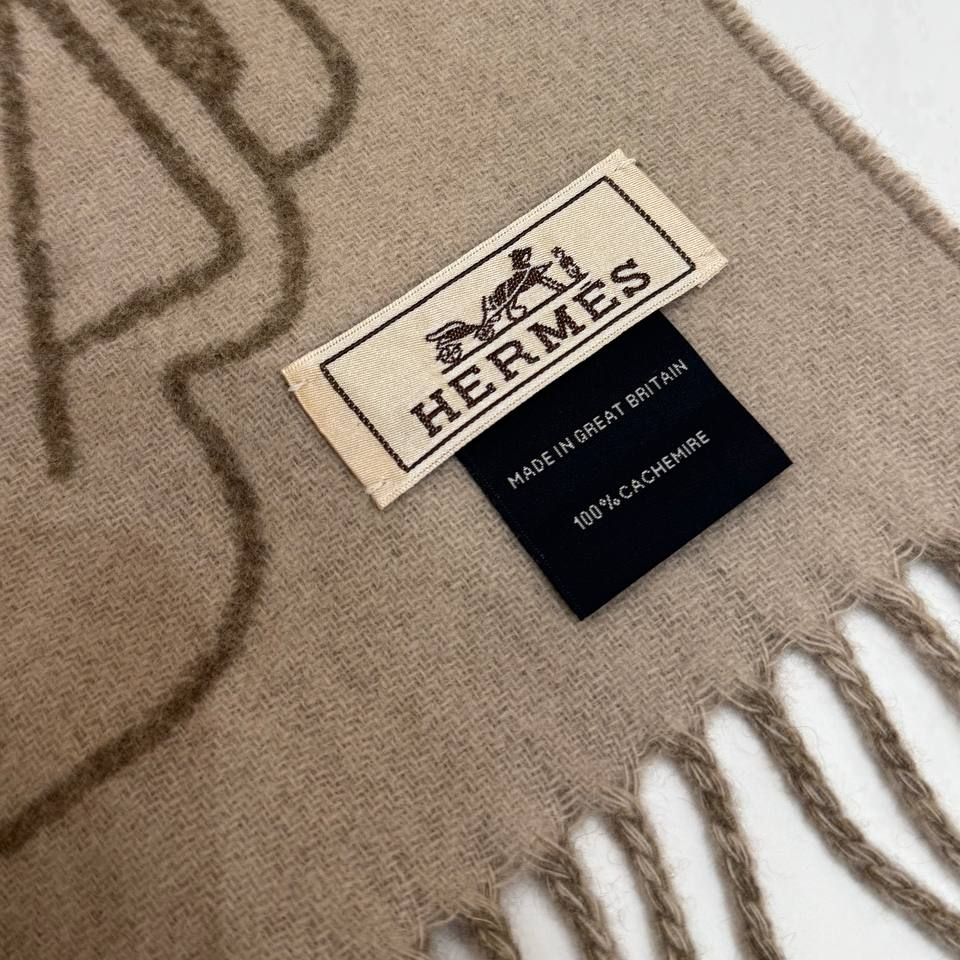 HERMÈS
MADE IN GREAT BRITAIN
100% CACHEMIRE